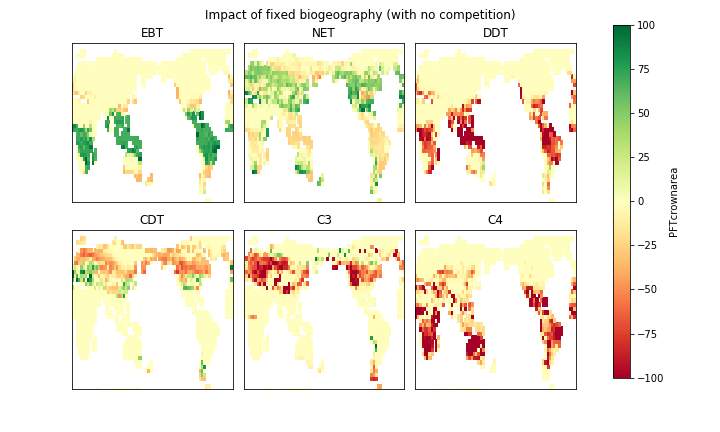 Impact of fixed biogeography (with no competition)
EBT
NET
DDT
CDT
C3
C4
100
75
50
25
0
−25
−50
−75
−100
PFTcrownarea